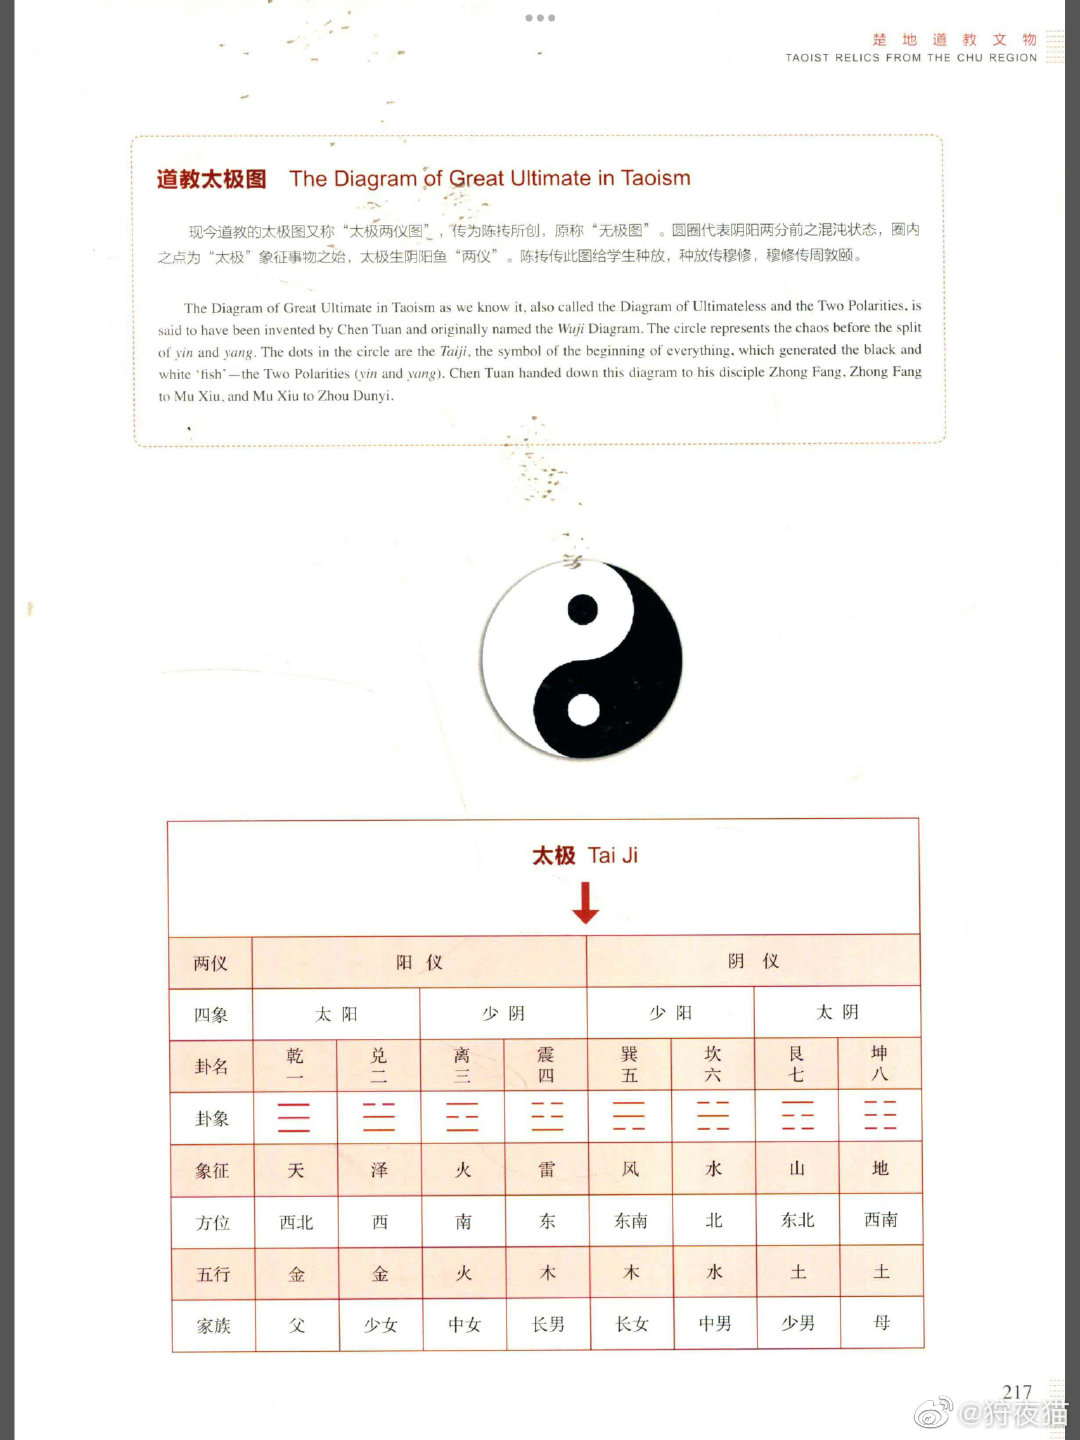 楚地道教文物
TAOIST RELICS FROM THE CHU REGION
道教太极图 The Diagram of Great Ultimate in Taoism
现今道教的太极图又称“太极两仪图”，传为陈抟所创，原称“无极图”。圆圈代表阴阳两分前之混沌状态，圈内
之点为“太极”象征事物之始，太极生阴阳鱼“两仪”。陈抟传此图给学生种放，种放传穆修，穆修传周敦颐。
The Diagram of Great Ultimate in Taoism as we know it, also called the Diagram of Ultimateless and the Two Polarities, is
said to have been invented by Chen Tuan and originally named the Wuji Diagram. The circle represents the chaos before the split
of yin and yang. The dots in the circle are the Taiji, the symbol of the beginning of everything, which generated the black and
white ‘fish’—the Two Polarities (yin and yang). Chen Tuan handed down this diagram to his disciple Zhong Fang, Zhong Fang
to Mu Xiu, and Mu Xiu to Zhou Dunyi.
太极 Tai Ji
两仪 阳仪 阴仪
四象 太阳 少阴 少阳 太阴
卦名 乾一 兑二 离三 震四 巽五 坎六 艮七 坤八
卦象
象征 天 泽 火 雷 风 水 山 地
方位 西北 西 南 东 东南 北 东北 西南
五行 金 金 火 木 木 水 土 土
家族 父 少女 中女 长男 长女 中男 少男 母
217
@狩夜猫